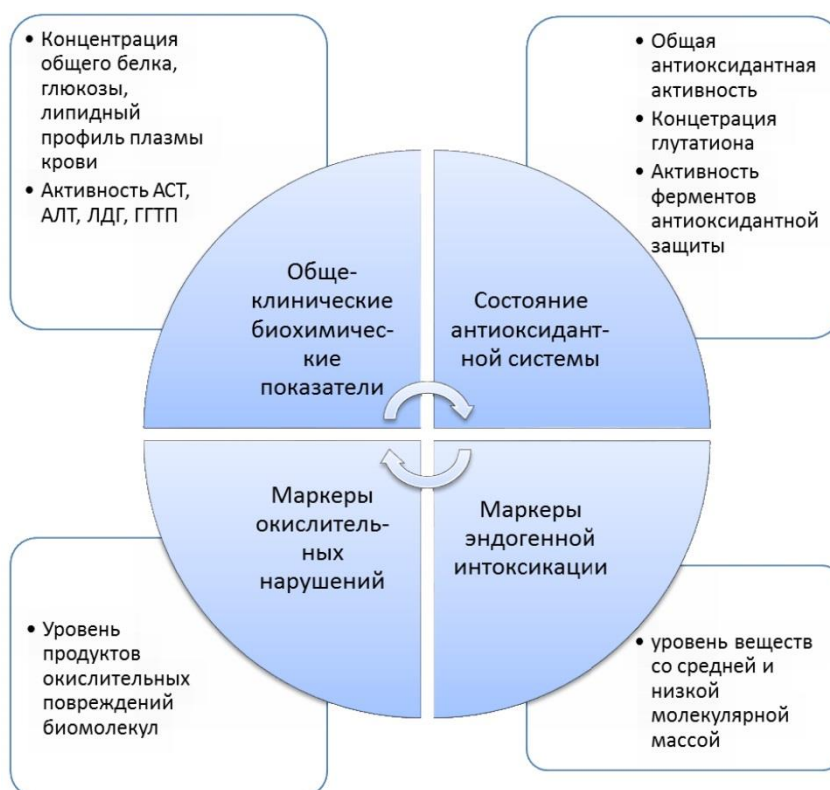 • Концентрация
общего белка,
глюкозы,
липидный
профиль плазмы
крови
• Активность АСТ,
АЛТ, ЛДГ, ГГТП
• Общая
антиоксидантная
активность
• Концетрация
глутатиона
• Активность
ферментов
антиоксидантной
защиты
Обще-
клинические
биохимичес-
кие
показатели
Состояние
антиоксидант-
ной системы
Маркеры
окислитель-
ных
нарушений
Маркеры
эндогенной
интоксикации
• Уровень
продуктов
окислительных
повреждений
биомолекул
• уровень веществ
со средней и
низкой
молекулярной
массой